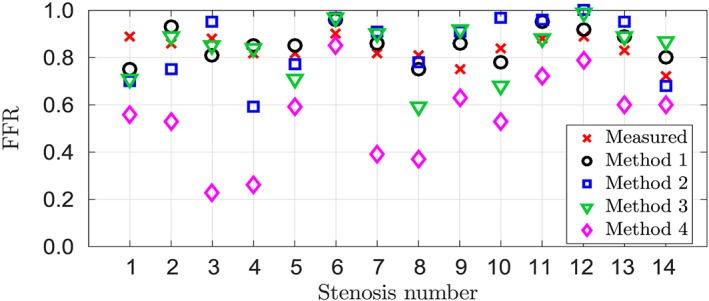 FFR
1.0
0.8
0.6
0.4
0.2
0.0
1 2 3 4 5 6 7 8 9 10 11 12 13 14
Stenosis number
Measured
Method 1
Method 2
Method 3
Method 4